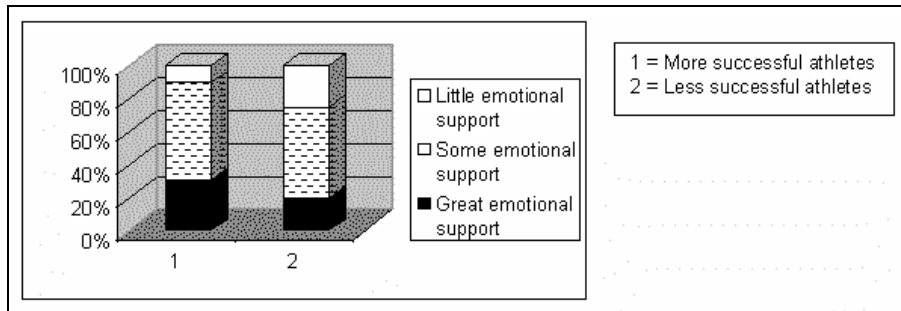 100%
80%
60%
40%
20%
0%
1 2
Little emotional
support
Some emotional
support
Great emotional
support
1 = More successful athletes
2 = Less successful athletes